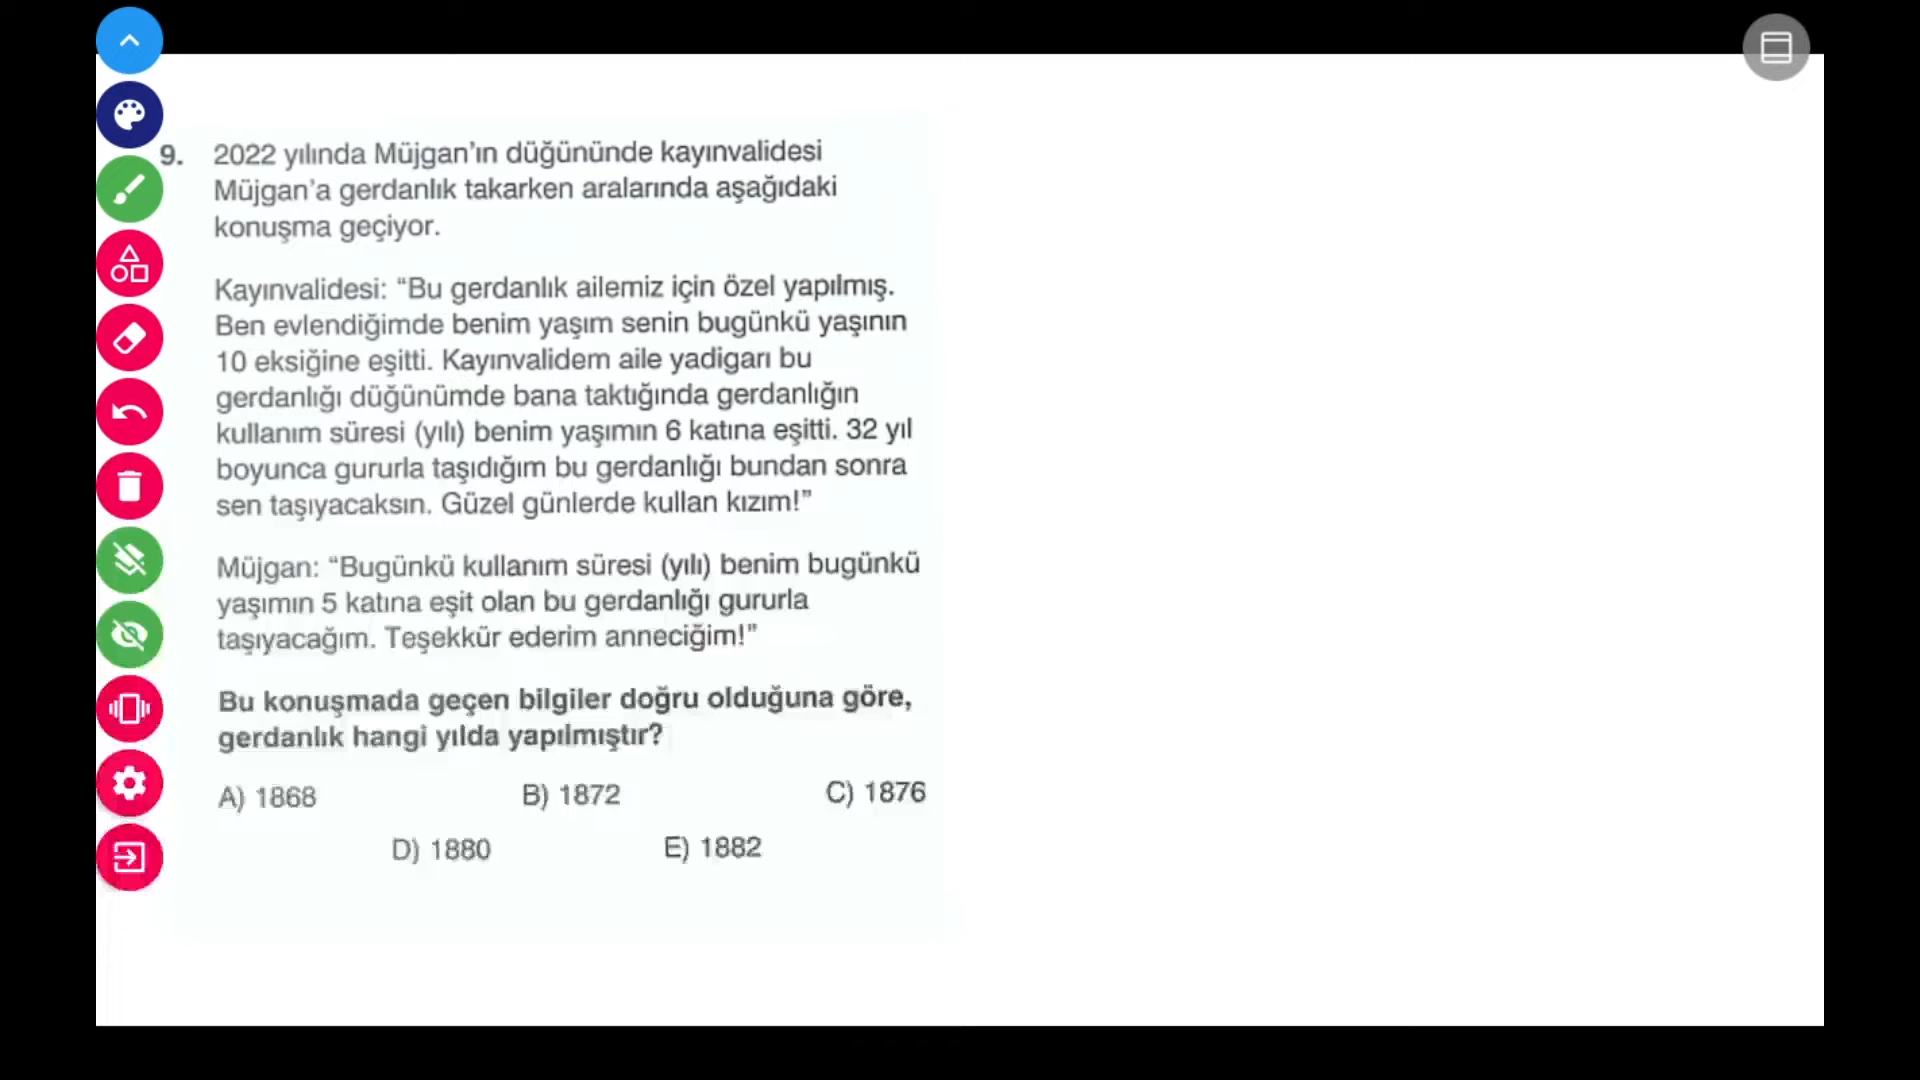 9. 2022 yılında Müjgan’ın düğününde kayınvalidesi
Müjgan’a gerdanlık takarken aralarında aşağıdaki
konuşma geçiyor.
Kayınvalidesi: “Bu gerdanlık ailemiz için özel yapılmış.
Ben evlendiğimde benim yaşım senin bugünkü yaşının
10 eksiğine eşitti. Kayınvalidem aile yadigarı bu
gerdanlığı düğünümde bana taktığında gerdanlığın
kullanım süresi (yılı) benim yaşımın 6 katına eşitti. 32 yıl
boyunca gururla taşıdığım bu gerdanlığı bundan sonra
sen taşıyacaksın. Güzel günlerde kullan kızım!”
Müjgan: “Bugünkü kullanım süresi (yılı) benim bugünkü
yaşımın 5 katına eşit olan bu gerdanlığı gururla
taşıyacağım. Teşekkür ederim anneciğim!”
Bu konuşmada geçen bilgiler doğru olduğuna göre,
gerdanlık hangi yılda yapılmıştır?
A) 1868 B) 1872 C) 1876
D) 1880 E) 1882